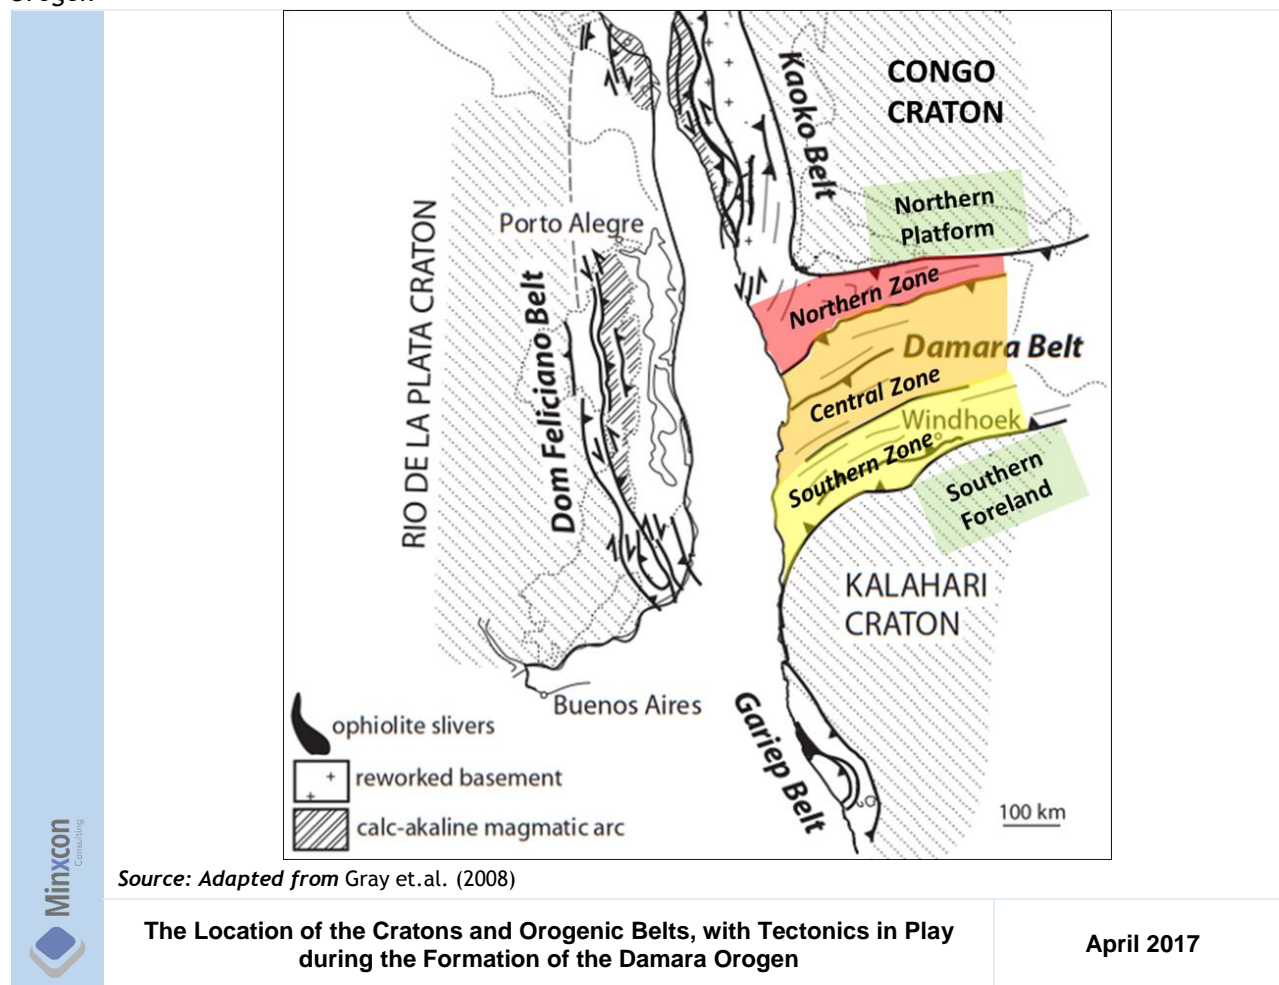 CONGO
CRATON
Kaoko Belt
Northern
Platform
Porto Alegre
RIO DE LA PLATA CRATON
Dom Feliciano Belt
Northern Zone
Damara Belt
Central Zone
Windhoek
Southern Zone
Southern
Foreland
KALAHARI
CRATON
Buenos Aires
Gariep Belt
ophiolite slivers
reworked basement
calc-akaline magmatic arc
100 km
Minxcon
Consulting
Source: Adapted from Gray et.al. (2008)
The Location of the Cratons and Orogenic Belts, with Tectonics in Play
during the Formation of the Damara Orogen
April 2017